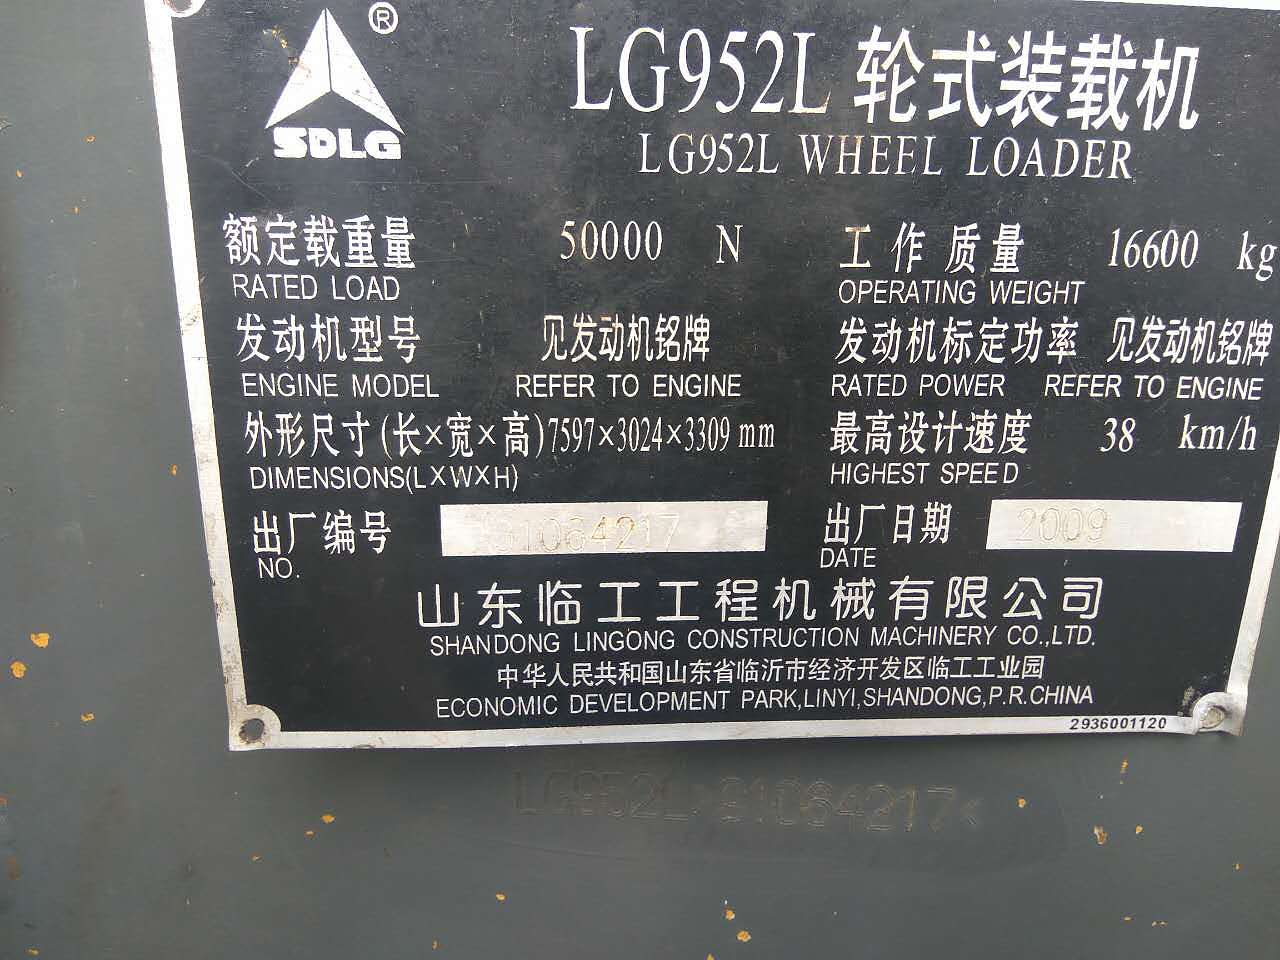 ®
SDLG
LG952L 轮式装载机
LG952L WHEEL LOADER
额定载重量 50000 N 工作质量 16600 kg
RATED LOAD OPERATING WEIGHT
发动机型号 见发动机铭牌 发动机标定功率 见发动机铭牌
ENGINE MODEL REFER TO ENGINE RATED POWER REFER TO ENGINE
外形尺寸(长×宽×高)7597×3024×3309 mm 最高设计速度 38 km/h
DIMENSIONS(L×W×H) HIGHEST SPEED
出厂编号 91064217 出厂日期 2009
NO. DATE
山东临工工程机械有限公司
SHANDONG LINGONG CONSTRUCTION MACHINERY CO.,LTD.
中华人民共和国山东省临沂市经济开发区临工工业园
ECONOMIC DEVELOPMENT PARK,LINYI,SHANDONG,P.R.CHINA
2936001120
LG952L>91064217<